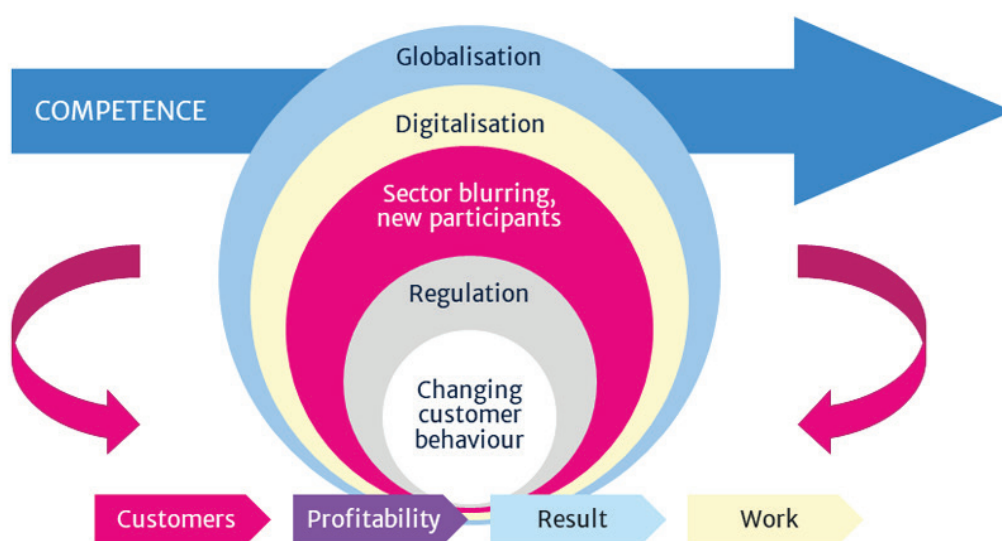 Globalisation
COMPETENCE
Digitalisation
Sector blurring,
new participants
Regulation
Changing
customer
behaviour
Customers
Profitability
Result
Work